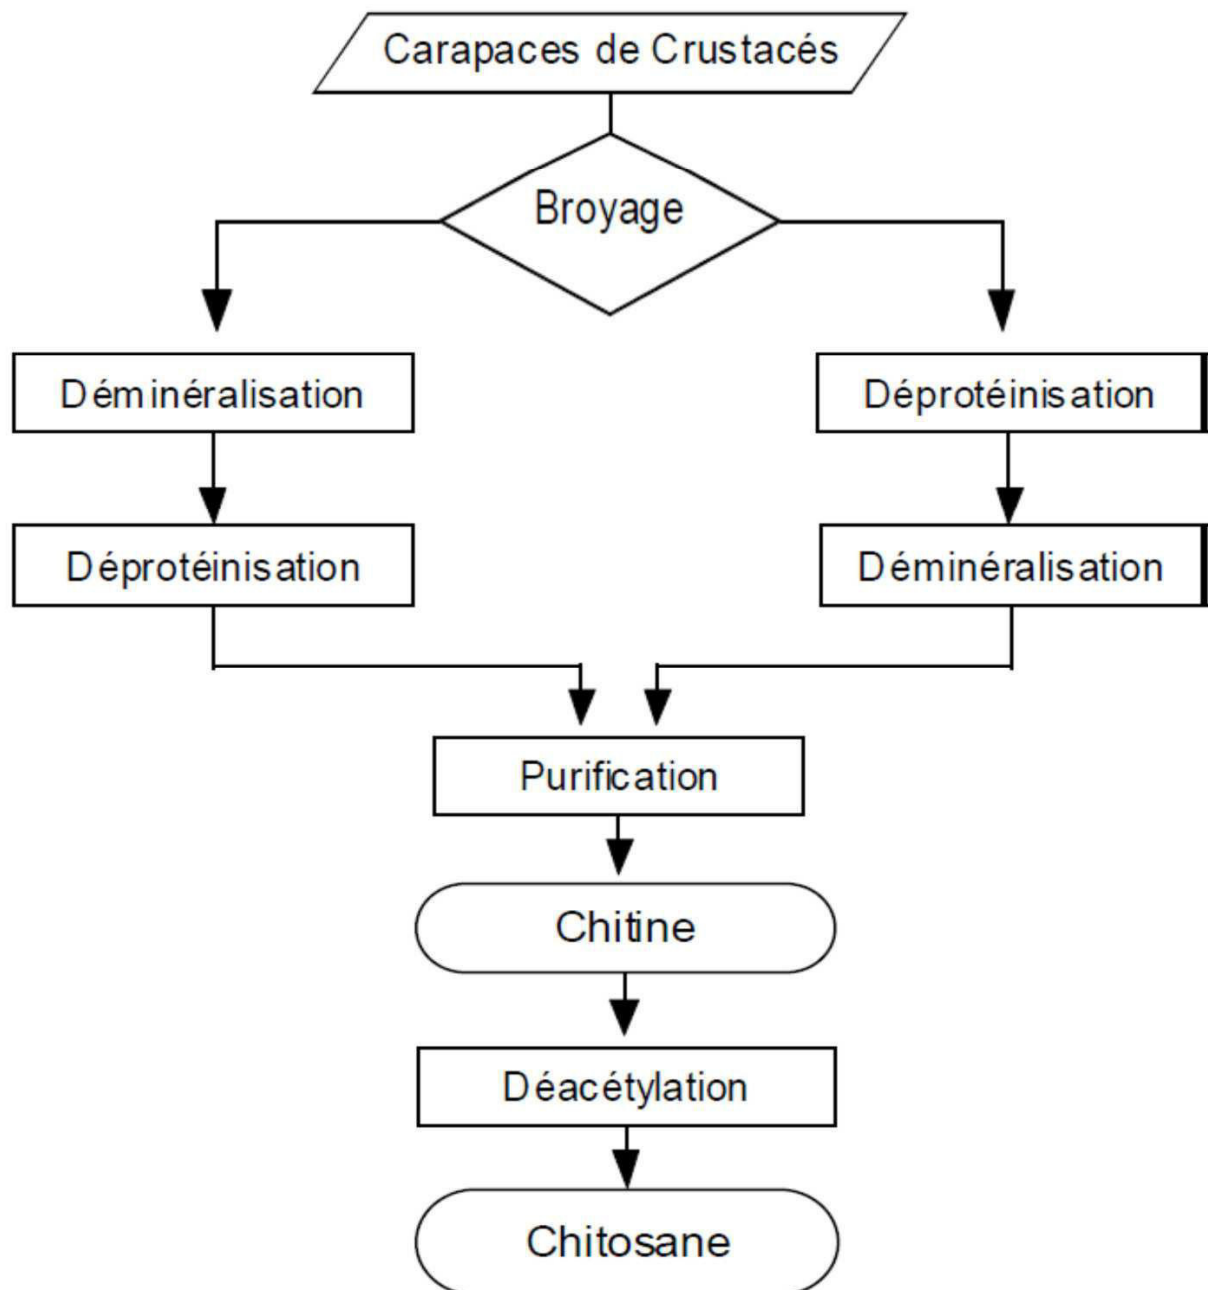 Carapaces de Crustacés
Broyage
Déminéralisation
Déprotéinisation
Déprotéinisation
Déminéralisation
Purification
Chitine
Déacétylation
Chitosane